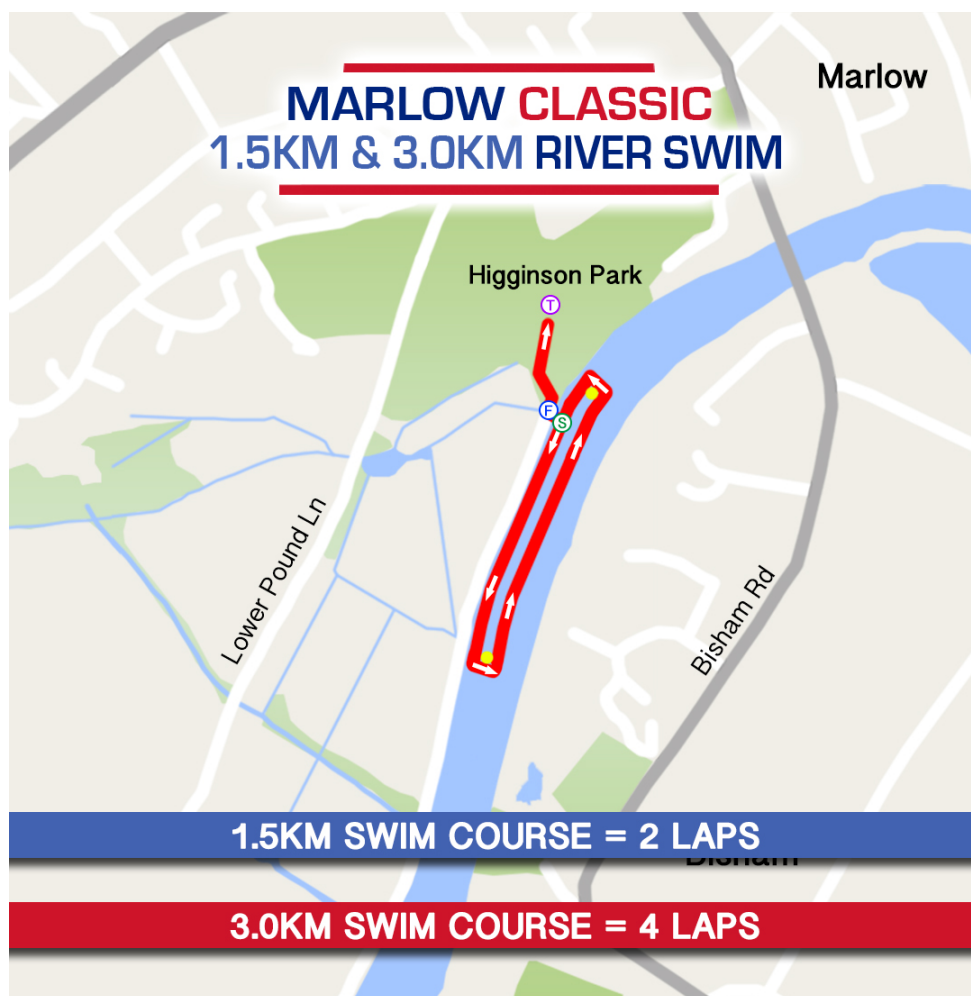 Marlow
MARLOW CLASSIC
1.5KM & 3.0KM RIVER SWIM
Higginson Park
T
F
S
Lower Pound Ln
Bisham Rd
1.5KM SWIM COURSE = 2 LAPS
Bisham
3.0KM SWIM COURSE = 4 LAPS